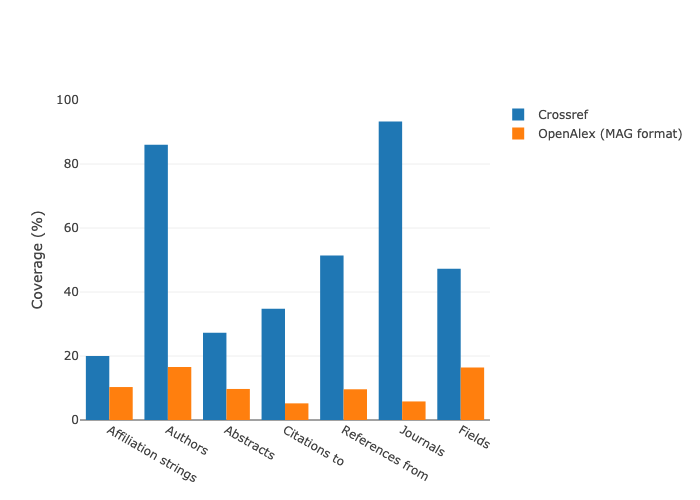 100
80
60
40
20
0
Coverage (%)
Affiliation strings
Authors
Abstracts
Citations to
References from
Journals
Fields
Crossref
OpenAlex (MAG format)